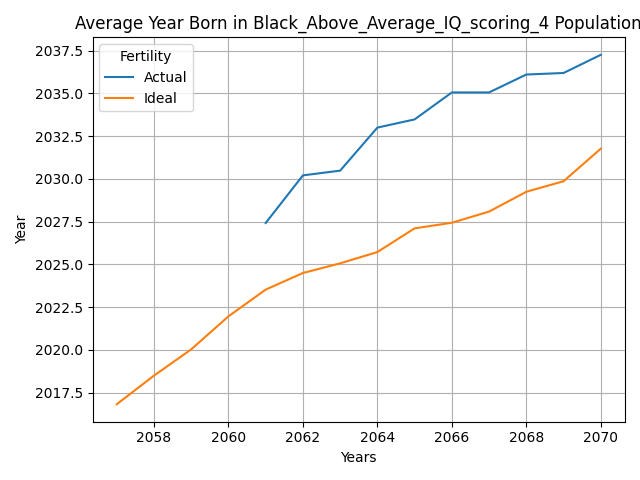 Average Year Born in Black_Above_Average_IQ_scoring_4 Population
Fertility
Actual
Ideal
2037.5
2035.0
2032.5
2030.0
2027.5
2025.0
2022.5
2020.0
2017.5
Year
2058 2060 2062 2064 2066 2068 2070
Years